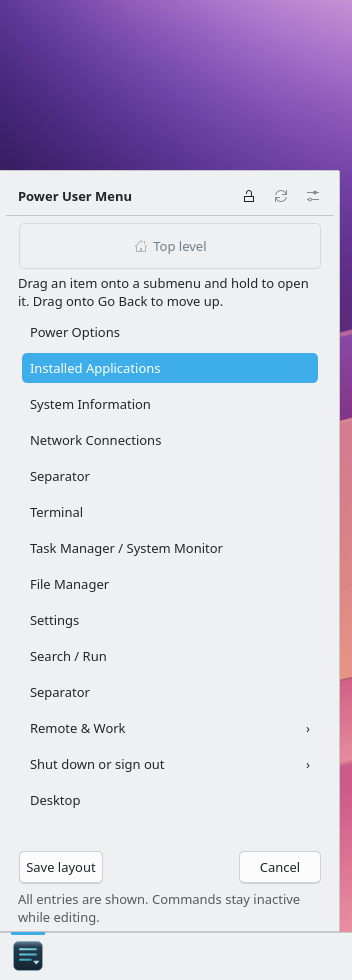 Power User Menu
Top level
Drag an item onto a submenu and hold to open
it. Drag onto Go Back to move up.
Power Options
Installed Applications
System Information
Network Connections
Separator
Terminal
Task Manager / System Monitor
File Manager
Settings
Search / Run
Separator
Remote & Work ›
Shut down or sign out ›
Desktop
Save layout Cancel
All entries are shown. Commands stay inactive
while editing.